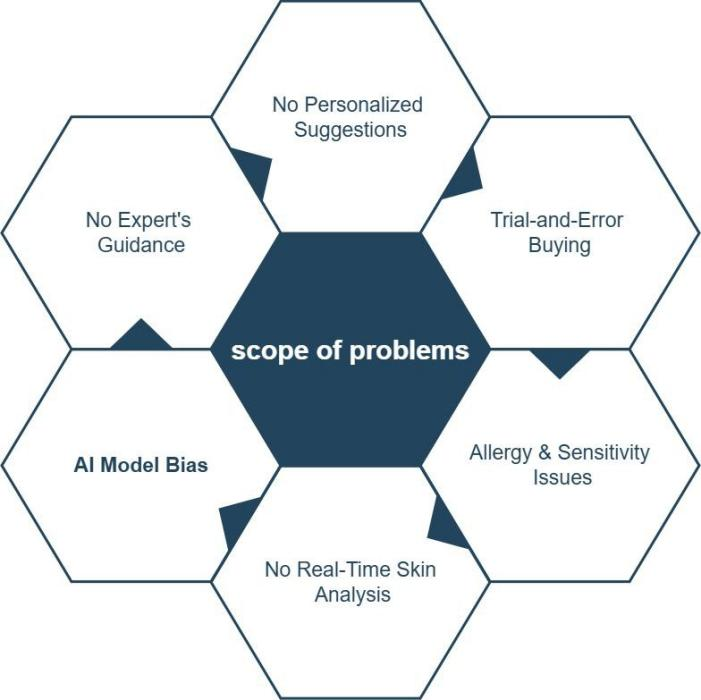 No Personalized
Suggestions
Trial-and-Error
Buying
Allergy & Sensitivity
Issues
No Real-Time Skin
Analysis
AI Model Bias
No Expert's
Guidance
scope of problems